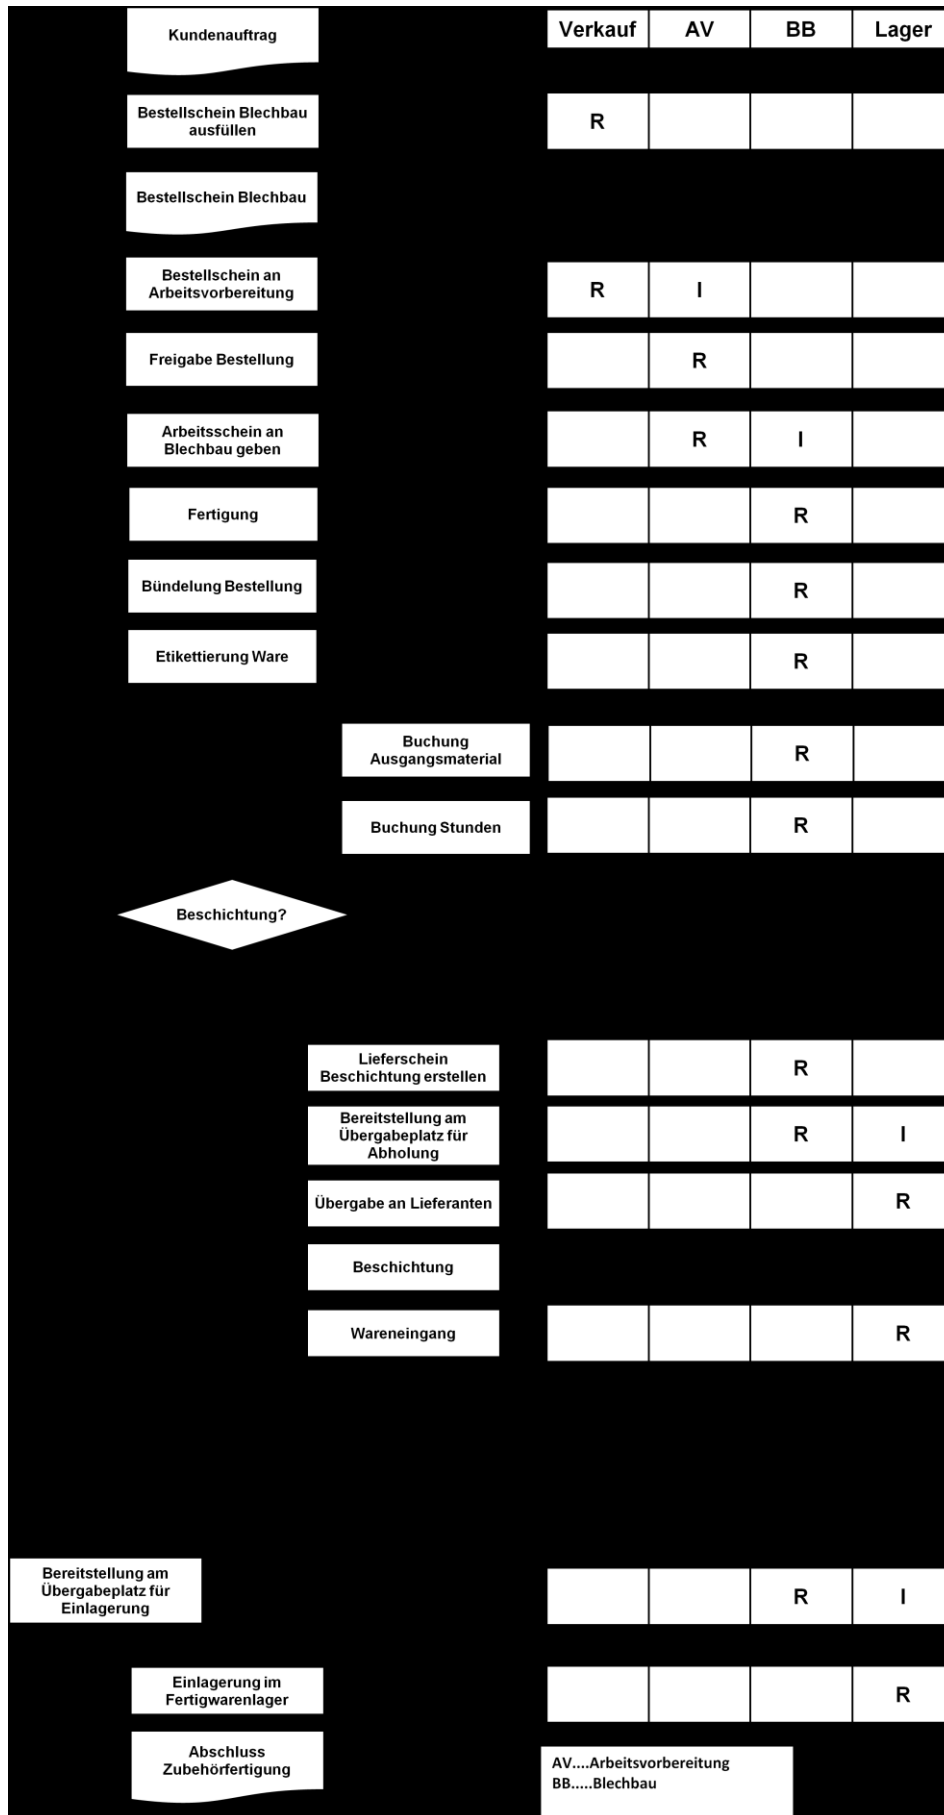 Kundenauftrag
Verkauf AV BB Lager
Bestellschein Blechbau
ausfüllen
R
Bestellschein Blechbau
Bestellschein an
Arbeitsvorbereitung
R I
Freigabe Bestellung
R
Arbeitsschein an
Blechbau geben
R I
Fertigung
R
Bündelung Bestellung
R
Etikettierung Ware
R
Buchung
Ausgangsmaterial
R
Buchung Stunden
R
Beschichtung?
Lieferschein
Beschichtung erstellen
R
Bereitstellung am
Übergabeplatz für
Abholung
R I
Übergabe an Lieferanten
R
Beschichtung
Wareneingang
R
Bereitstellung am
Übergabeplatz für
Einlagerung
R I
Einlagerung im
Fertigwarenlager
R
Abschluss
Zubehörfertigung
AV....Arbeitsvorbereitung
BB.....Blechbau